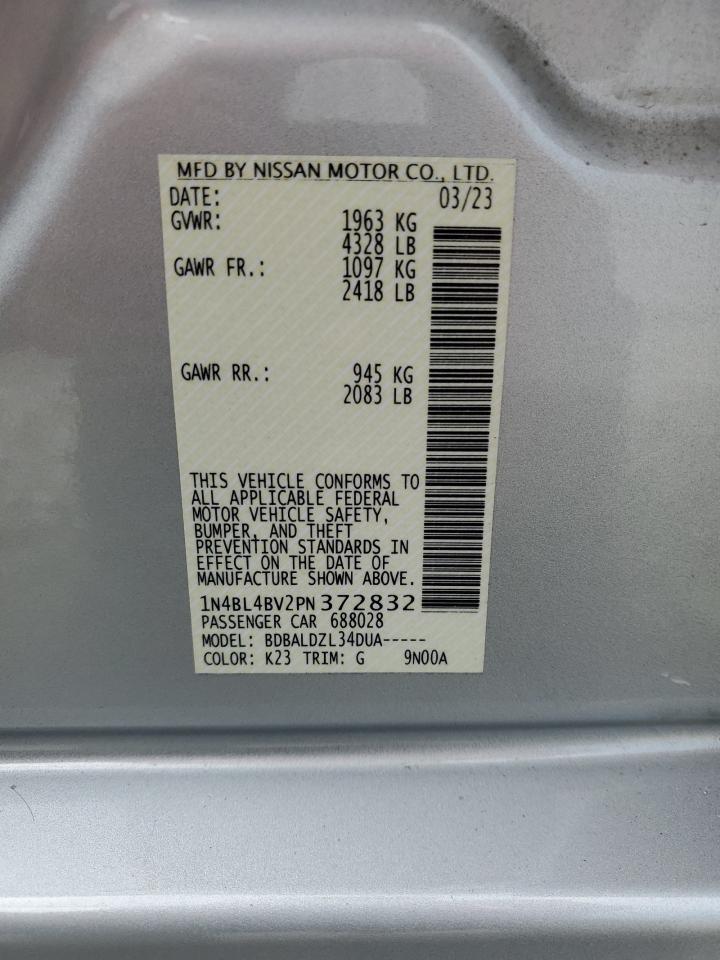 MFD BY NISSAN MOTOR CO., LTD.
DATE: 03/23
GVWR: 1963 KG
4328 LB
GAWR FR.: 1097 KG
2418 LB
GAWR RR.: 945 KG
2083 LB
THIS VEHICLE CONFORMS TO
ALL APPLICABLE FEDERAL
MOTOR VEHICLE SAFETY,
BUMPER, AND THEFT
PREVENTION STANDARDS IN
EFFECT ON THE DATE OF
MANUFACTURE SHOWN ABOVE.
1N4BL4BV2PN372832
PASSENGER CAR 688028
MODEL: BDBALDZL34DUA-----
COLOR: K23 TRIM: G 9N00A